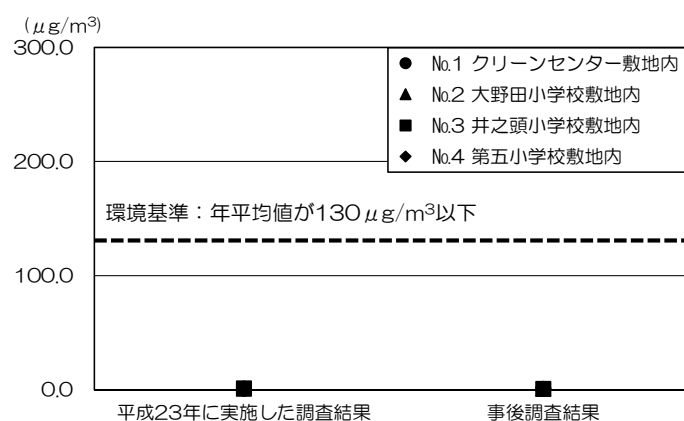 (μg/m³)
300.0
● №1 クリーンセンター敷地内
▲ №2 大野田小学校敷地内
■ №3 井之頭小学校敷地内
◆ №4 第五小学校敷地内
200.0
環境基準：年平均値が130μg/m³以下
100.0
0.0
平成23年に実施した調査結果 事後調査結果